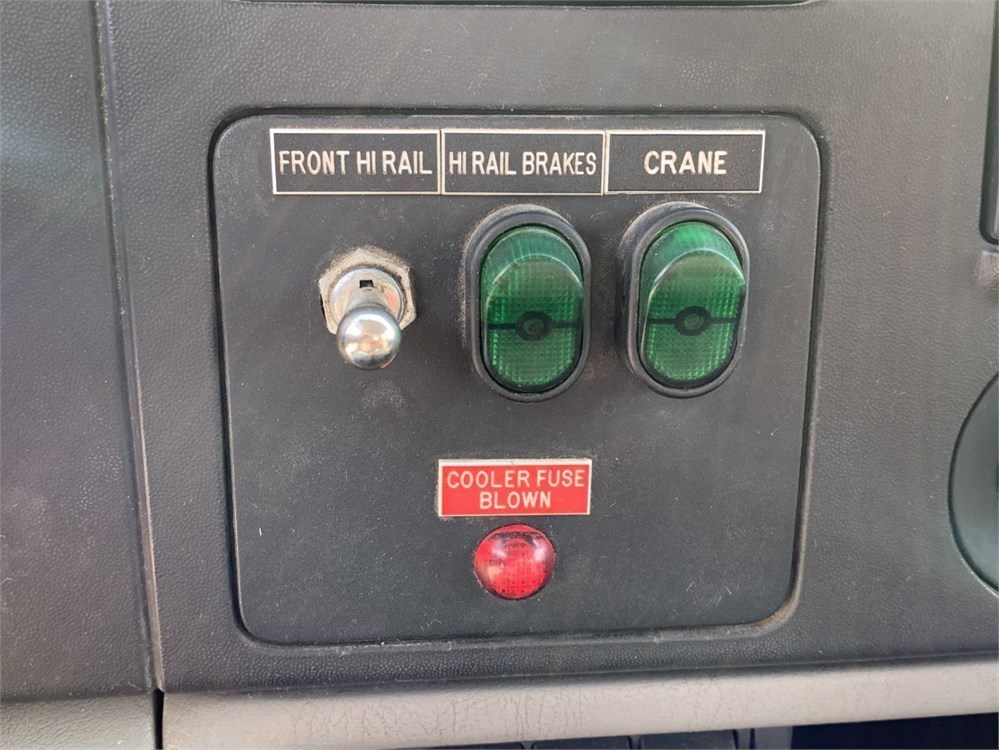 FRONT HI RAIL HI RAIL BRAKES CRANE
COOLER FUSE
BLOWN